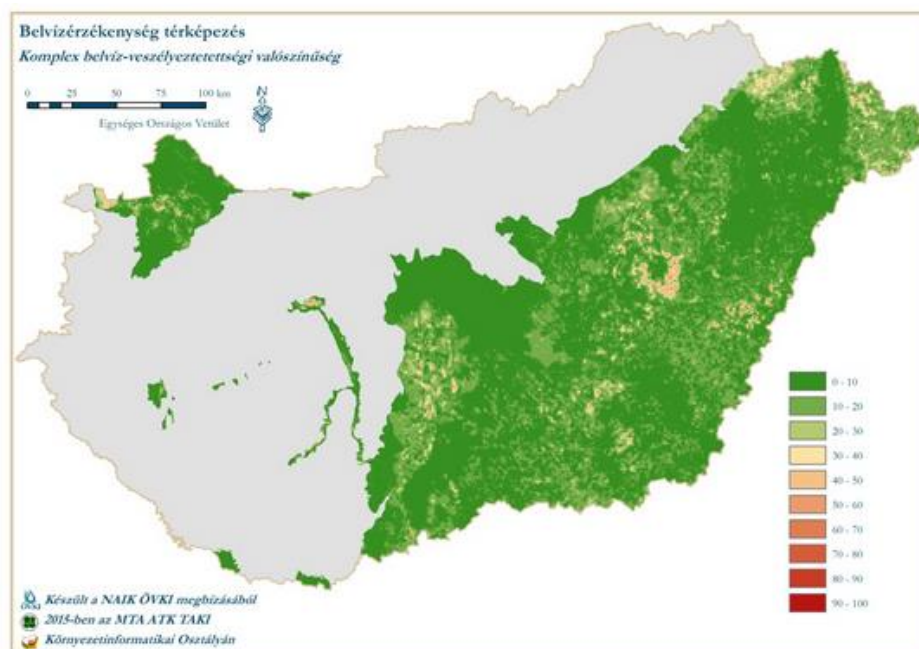 Belvízérzékenység térképezés
Komplex belvíz-veszélyeztetettségi valószínűség
0 25 50 75 100 km
N
Egységes Országos Vetület
0 - 10
10 - 20
20 - 30
30 - 40
40 - 50
50 - 60
60 - 70
70 - 80
80 - 90
90 - 100
ÖVKI
Készült a NAIK ÖVKI megbízásából
2015-ben az MTA ATK TAKI
Környezetinformatikai Osztályán